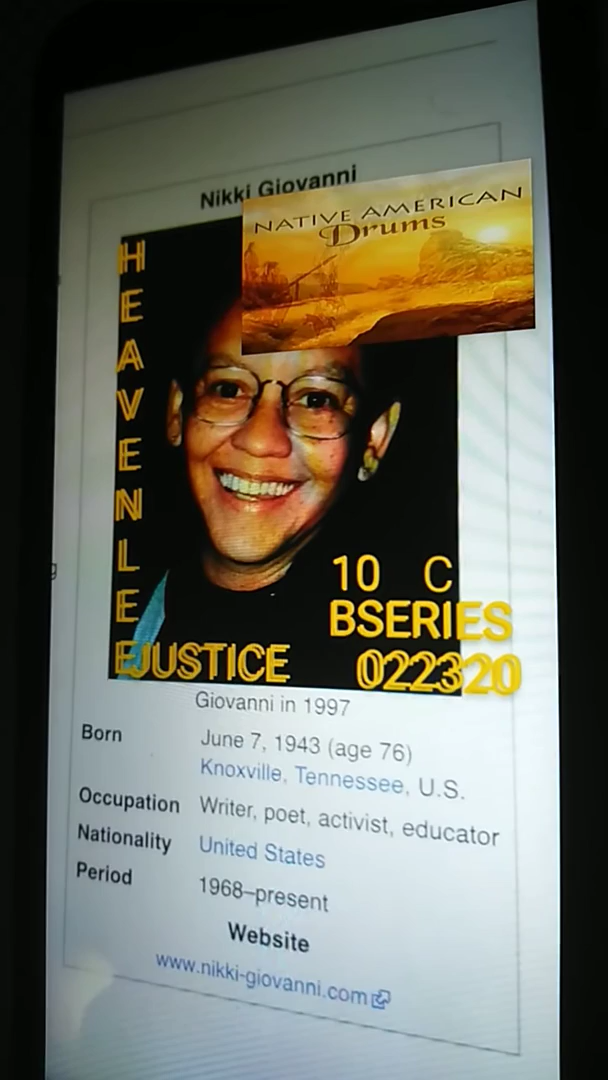 Nikki Giovanni
NATIVE AMERICAN
Drums
H
E
A
V
E
N
L
E
E
JUSTICE
10 C
BSERIES
022320
g
Giovanni in 1997
Born June 7, 1943 (age 76)
Knoxville, Tennessee, U.S.
Occupation Writer, poet, activist, educator
Nationality United States
Period 1968–present
Website
www.nikki-giovanni.com